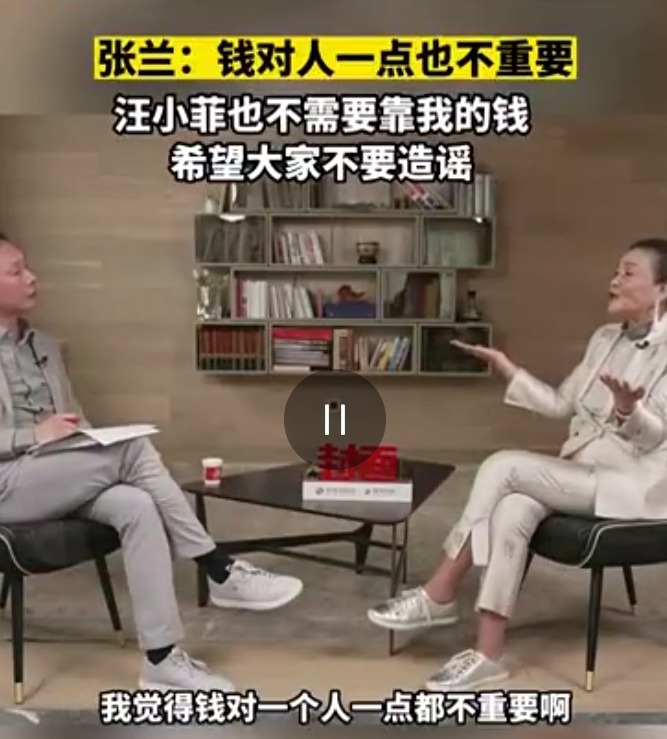 张兰：钱对人一点也不重要
汪小菲也不需要靠我的钱
希望大家不要造谣
封面
我觉得钱对一个人一点都不重要啊